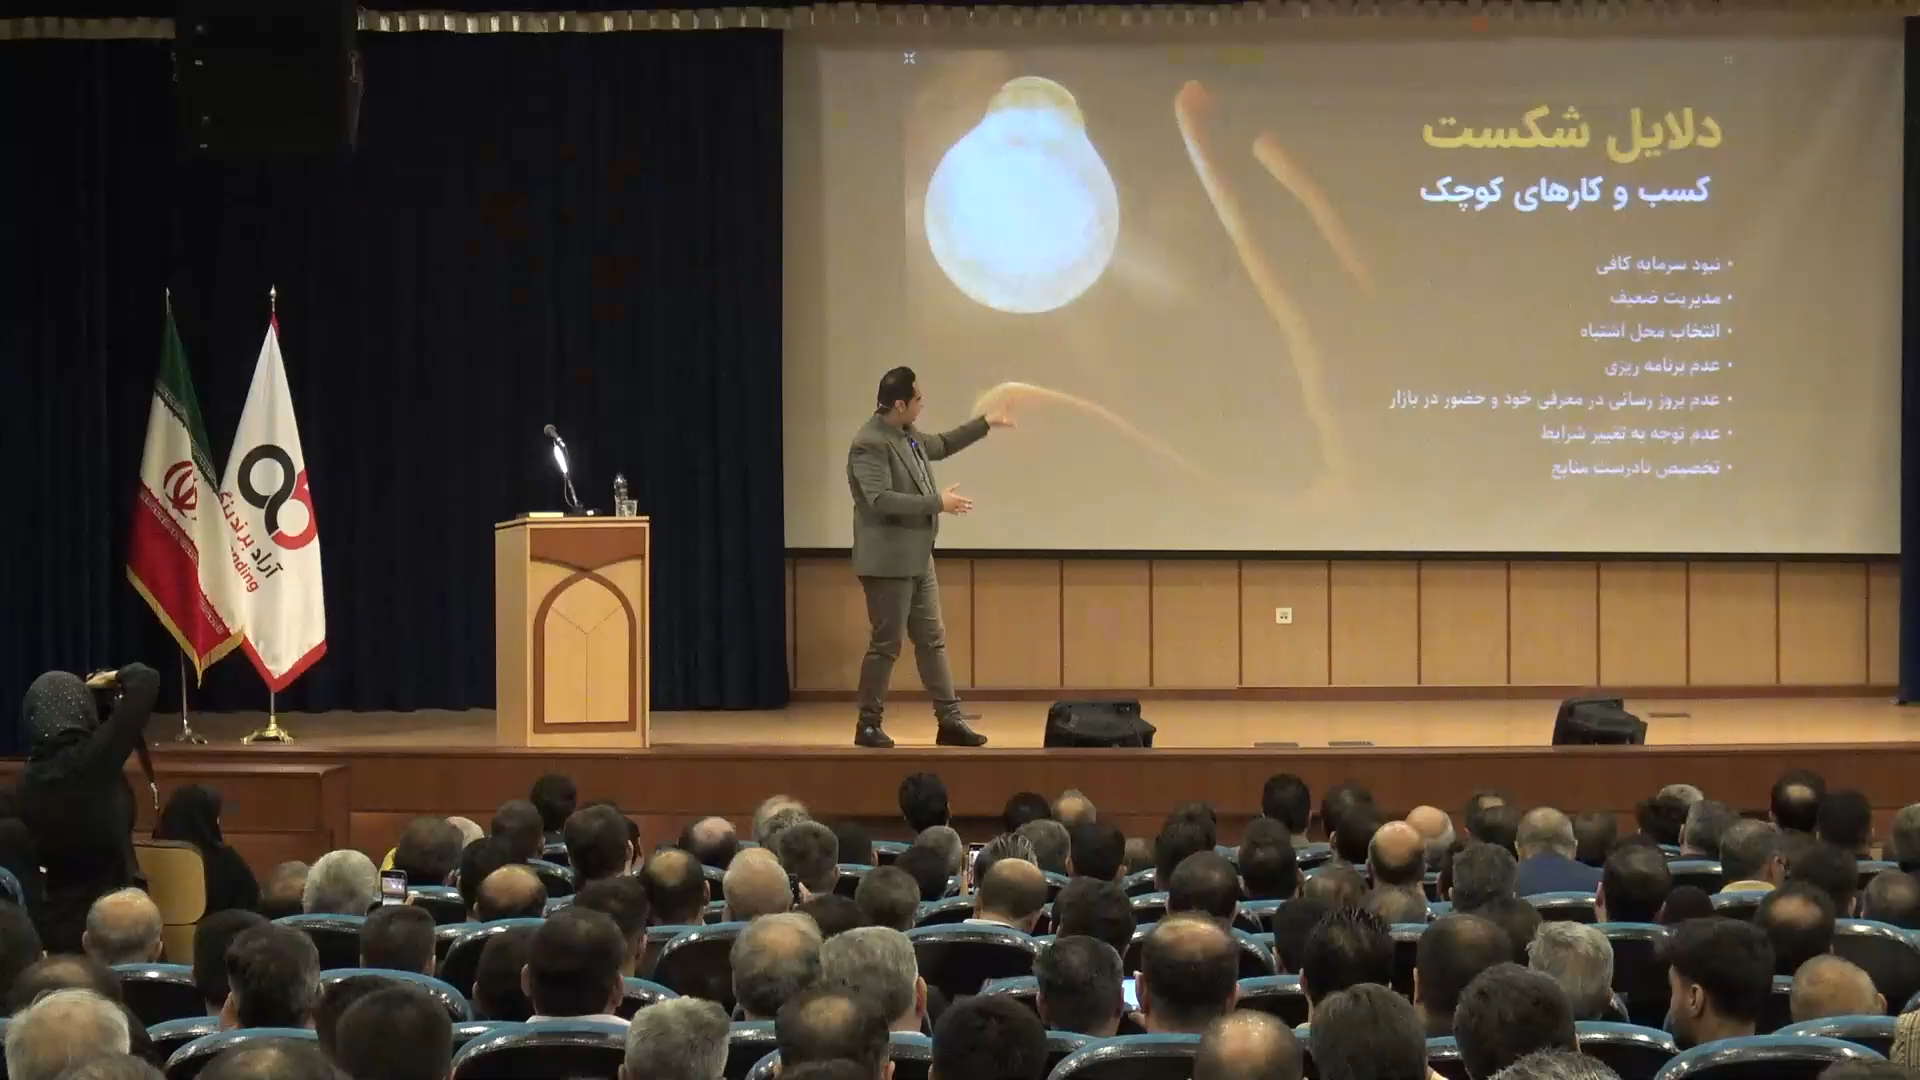 دلایل شکست
کسب و کارهای کوچک
• نبود سرمایه کافی
• مدیریت ضعیف
• انتخاب محل اشتباه
• عدم برنامه ریزی
• عدم بروز رسانی در معرفی خود و حضور در بازار
• عدم توجه به تغییر شرایط
• تخصیص نادرست منابع
آراد برندینگ
nding